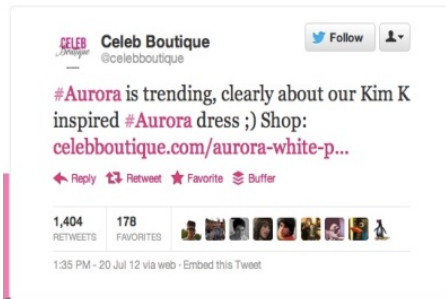 CELEB
Boutique
Celeb Boutique
@celebboutique
Follow
#Aurora is trending, clearly about our Kim K
inspired #Aurora dress ;) Shop:
celebboutique.com/aurora-white-p...
Reply Retweet Favorite Buffer
1,404 178
RETWEETS FAVORITES
1:35 PM - 20 Jul 12 via web · Embed this Tweet